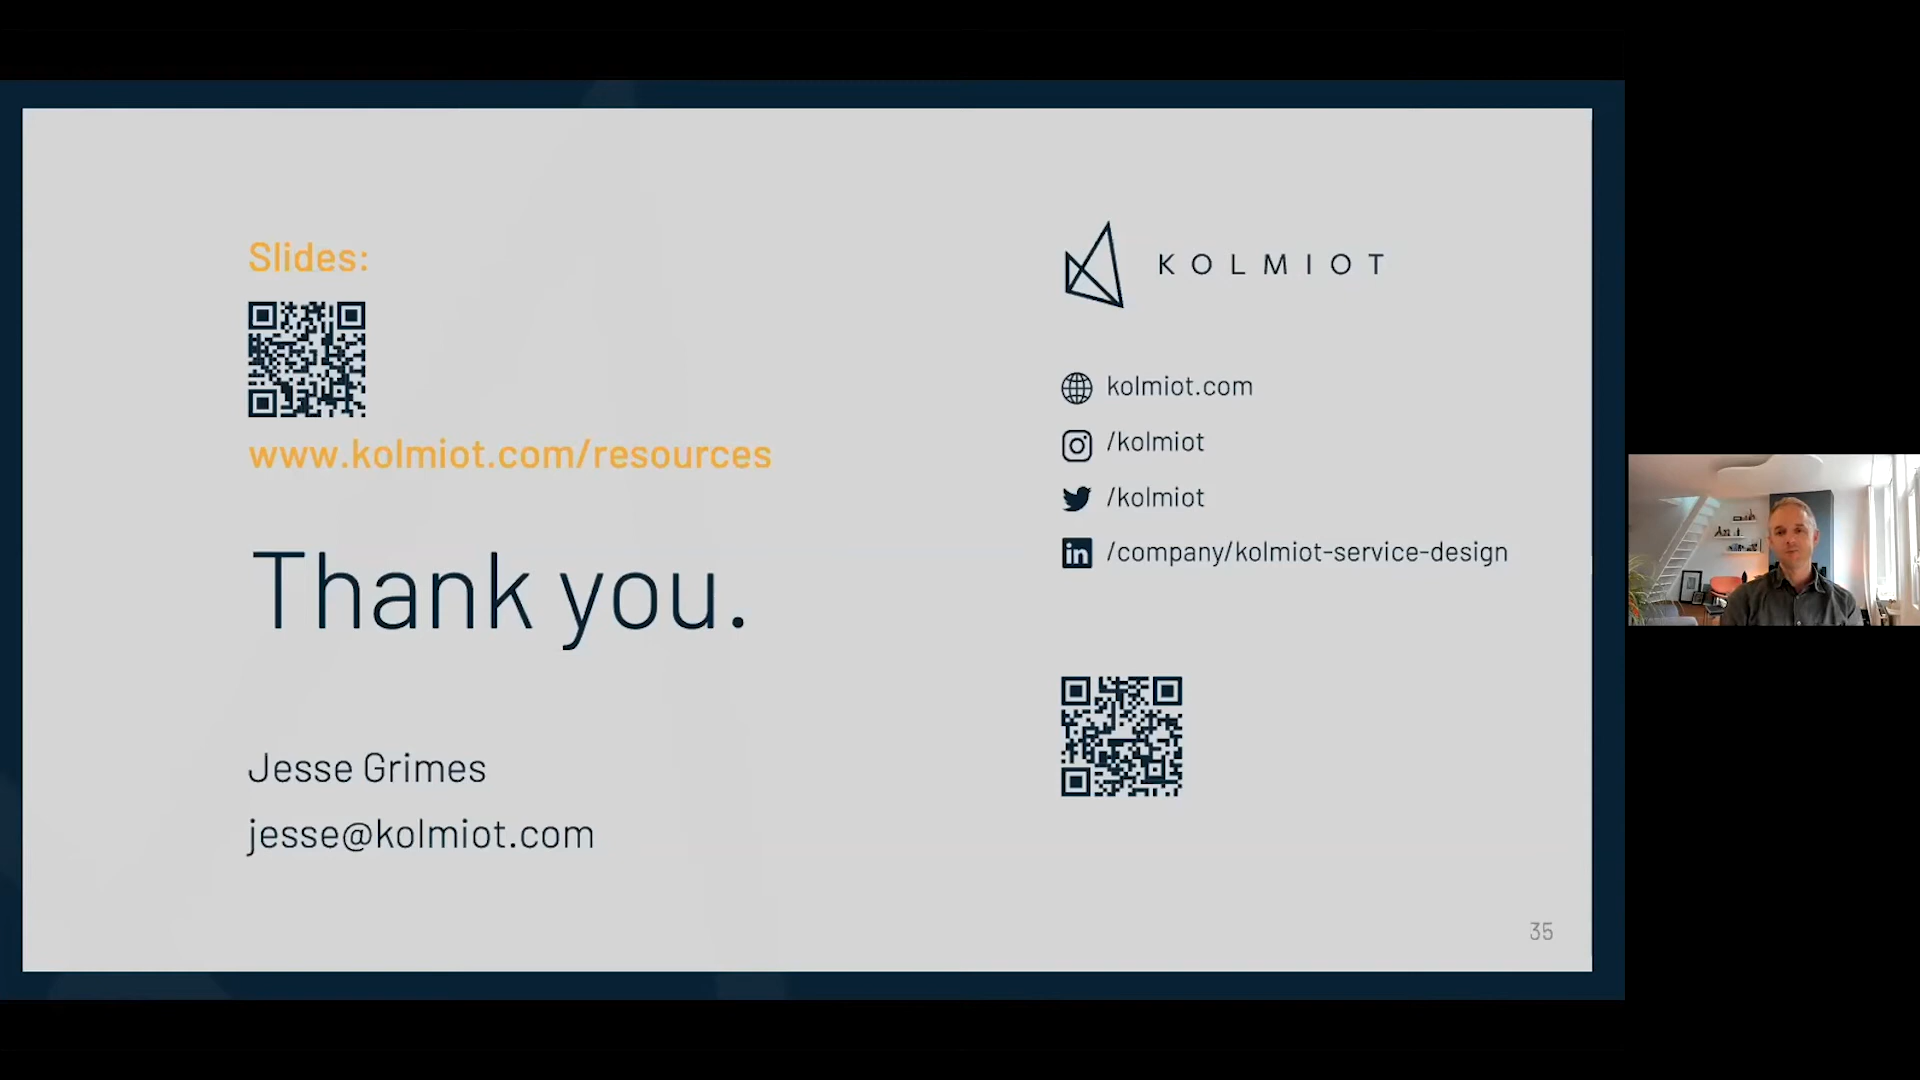 Slides:
www.kolmiot.com/resources
Thank you.
Jesse Grimes
jesse@kolmiot.com
KOLMIOT
kolmiot.com
/kolmiot
/kolmiot
in /company/kolmiot-service-design
35